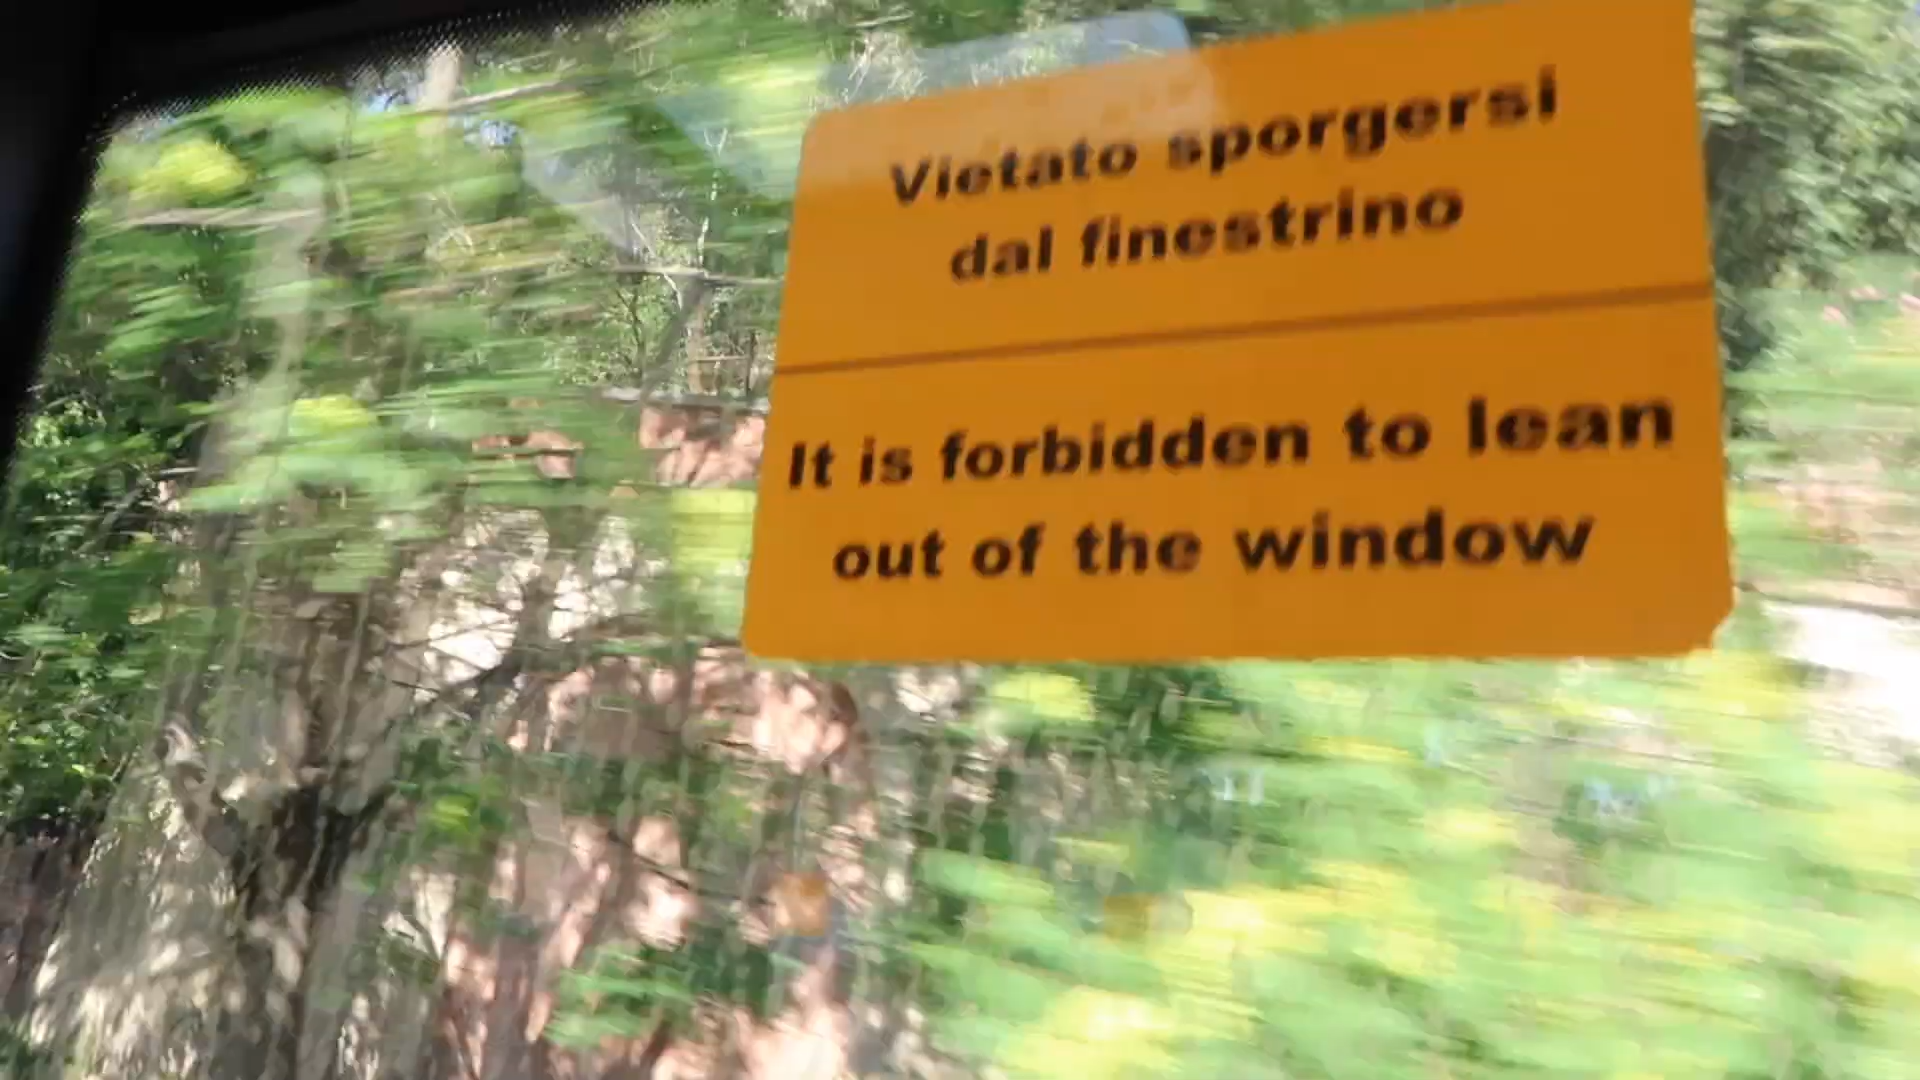 Vietato sporgersi
dal finestrino
It is forbidden to lean
out of the window